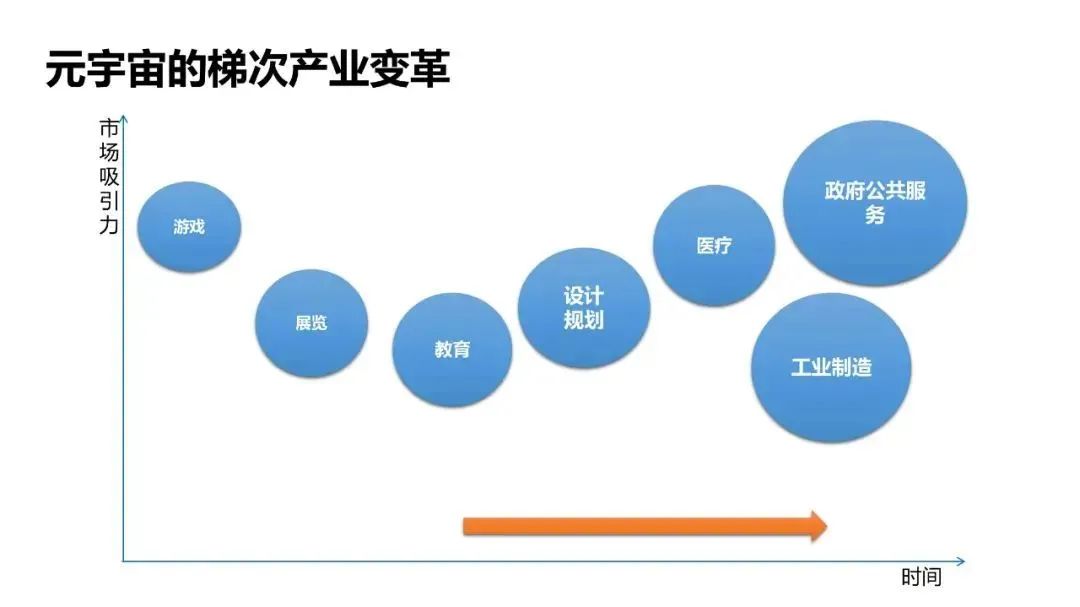 元宇宙的梯次产业变革
市场吸引力
游戏
展览
教育
设计
规划
医疗
政府公共服
务
工业制造
时间